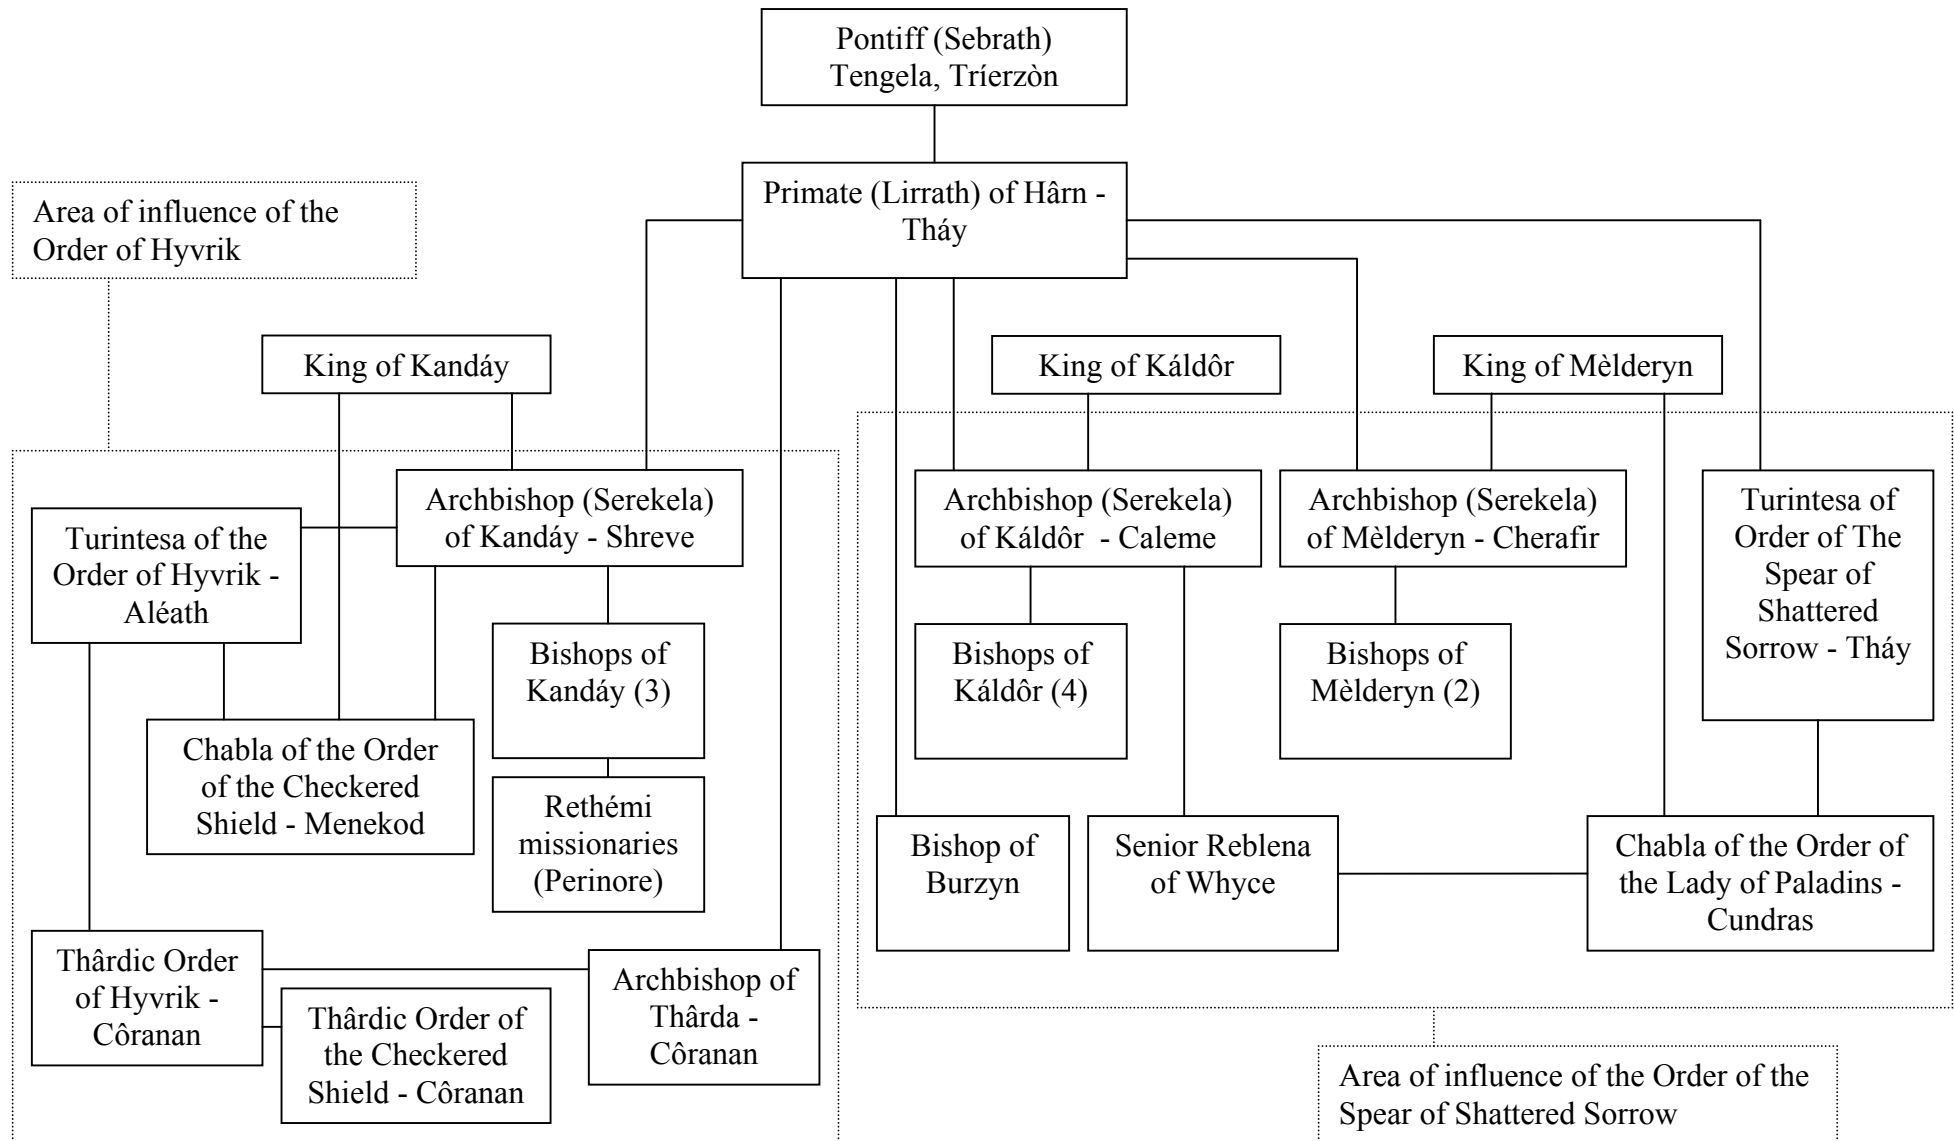 Pontiff (Sebrath)
Tengela, Tríerzòn
Primate (Lirrath) of Hârn -
Tháy
Area of influence of the
Order of Hyvrik
King of Kandáy
King of Káldôr
King of Mèlderyn
Archbishop (Serekela)
of Kandáy - Shreve
Archbishop (Serekela)
of Káldôr - Caleme
Archbishop (Serekela)
of Mèlderyn - Cherafir
Turintesa of
Order of The
Spear of
Shattered
Sorrow - Tháy
Turintesa of the
Order of Hyvrik -
Aléath
Bishops of
Kandáy (3)
Bishops of
Káldôr (4)
Bishops of
Mèlderyn (2)
Chabla of the Order
of the Checkered
Shield - Menekod
Rethémi
missionaries
(Perinore)
Bishop of
Burzyn
Senior Reblena
of Whyce
Chabla of the Order of
the Lady of Paladins -
Cundras
Thârdic Order
of Hyvrik -
Côranan
Thârdic Order of
the Checkered
Shield - Côranan
Archbishop of
Thârda -
Côranan
Area of influence of the Order of the
Spear of Shattered Sorrow